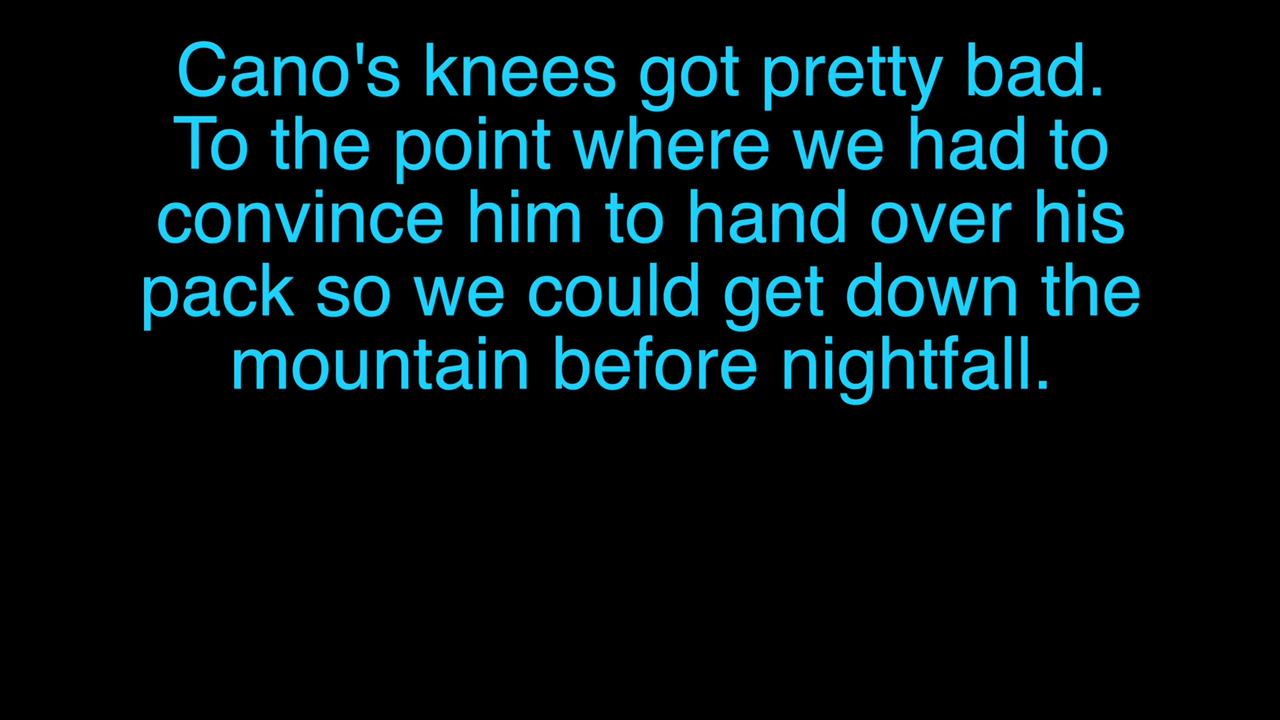 Cano's knees got pretty bad.
To the point where we had to
convince him to hand over his
pack so we could get down the
mountain before nightfall.